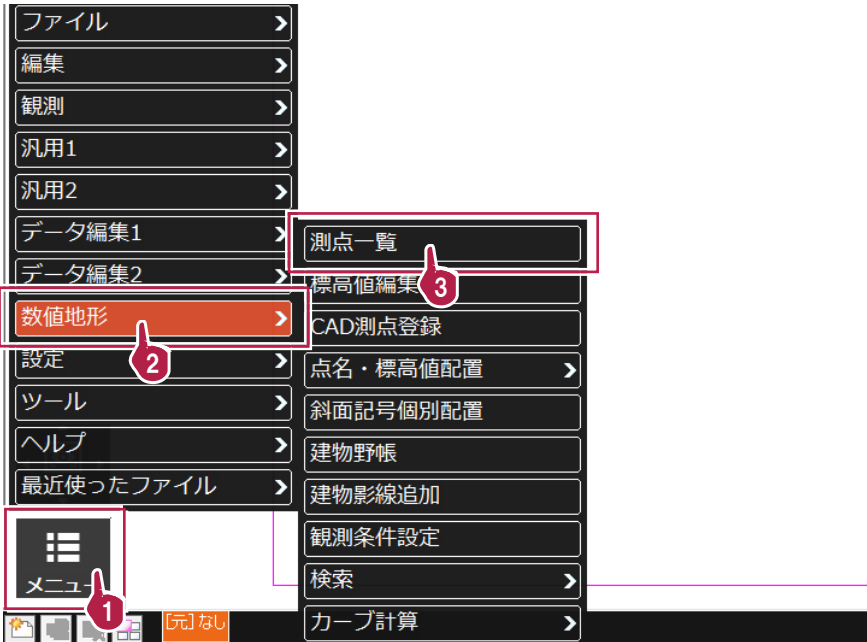 ファイル
編集
観測
汎用1
汎用2
データ編集1
データ編集2
数値地形
2
設定
ツール
ヘルプ
最近使ったファイル
測点一覧
3
標高値編集
CAD測点登録
点名・標高値配置
斜面記号個別配置
建物野帳
建物影線追加
観測条件設定
検索
カーブ計算
メニュー
1
[元]なし